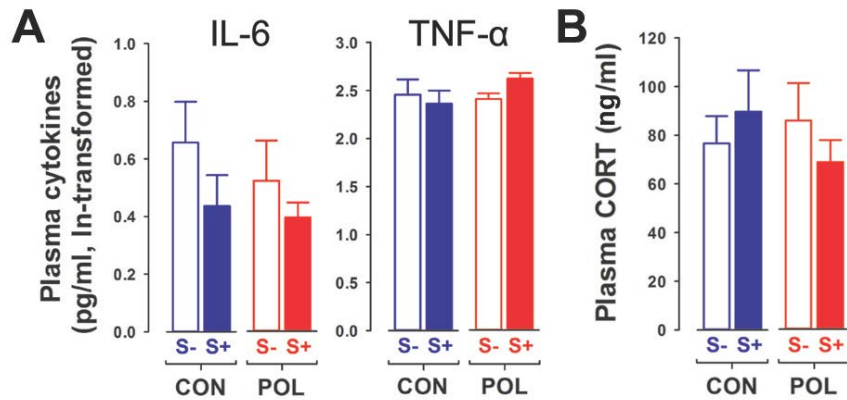 A
IL-6
TNF-α
B
Plasma cytokines
(pg/ml, ln-transformed)
1.0
0.8
0.6
0.4
0.2
0.0
S- S+ S- S+
CON POL
3.0
2.5
2.0
1.5
1.0
0.5
0.0
S- S+ S- S+
CON POL
Plasma CORT (ng/ml)
120
100
80
60
40
20
0
S- S+ S- S+
CON POL